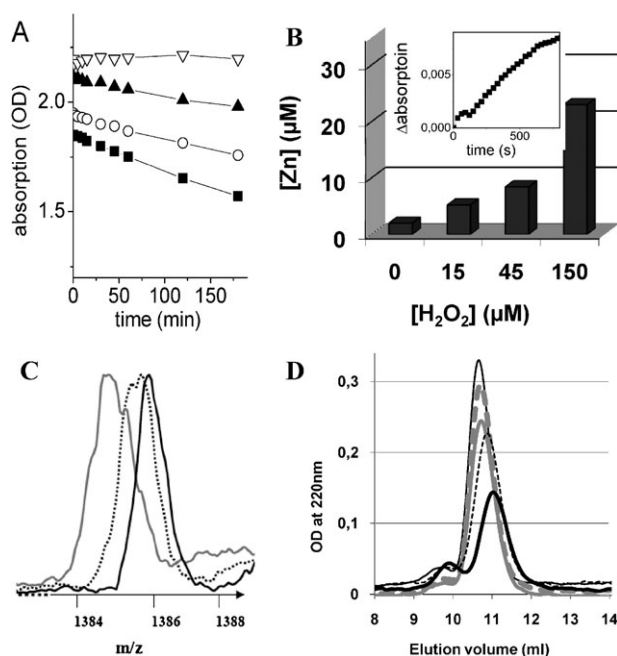 A
absorption (OD)
2.0
1.5
0 50 100 150
time (min)
B
[Zn] (µM)
30
20
10
0
Δabsorptoin
0,005
0,000
0 500
time (s)
0 15 45 150
[H₂O₂] (µM)
C
1384 1386 1388
m/z
D
OD at 220nm
0,3
0,2
0,1
0
8 9 10 11 12 13 14
Elution volume (ml)